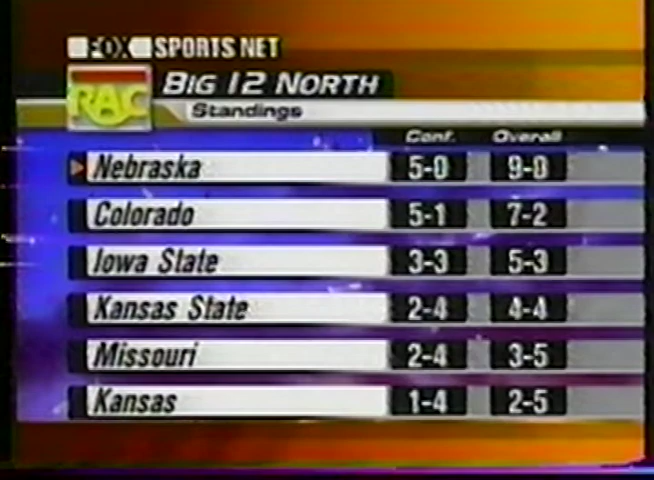 FOX SPORTS NET
BIG 12 NORTH
RAC
Standings
Conf. Overall
Nebraska 5-0 9-0
Colorado 5-1 7-2
Iowa State 3-3 5-3
Kansas State 2-4 4-4
Missouri 2-4 3-5
Kansas 1-4 2-5